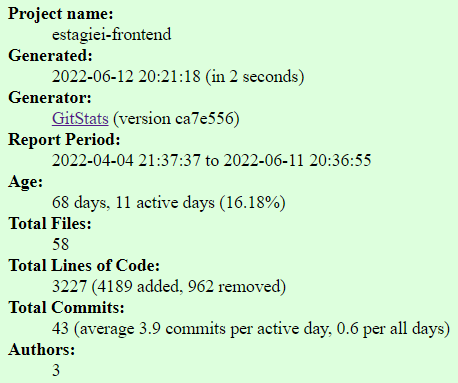 Project name:
estagiei-frontend
Generated:
2022-06-12 20:21:18 (in 2 seconds)
Generator:
GitStats (version ca7e556)
Report Period:
2022-04-04 21:37:37 to 2022-06-11 20:36:55
Age:
68 days, 11 active days (16.18%)
Total Files:
58
Total Lines of Code:
3227 (4189 added, 962 removed)
Total Commits:
43 (average 3.9 commits per active day, 0.6 per all days)
Authors:
3